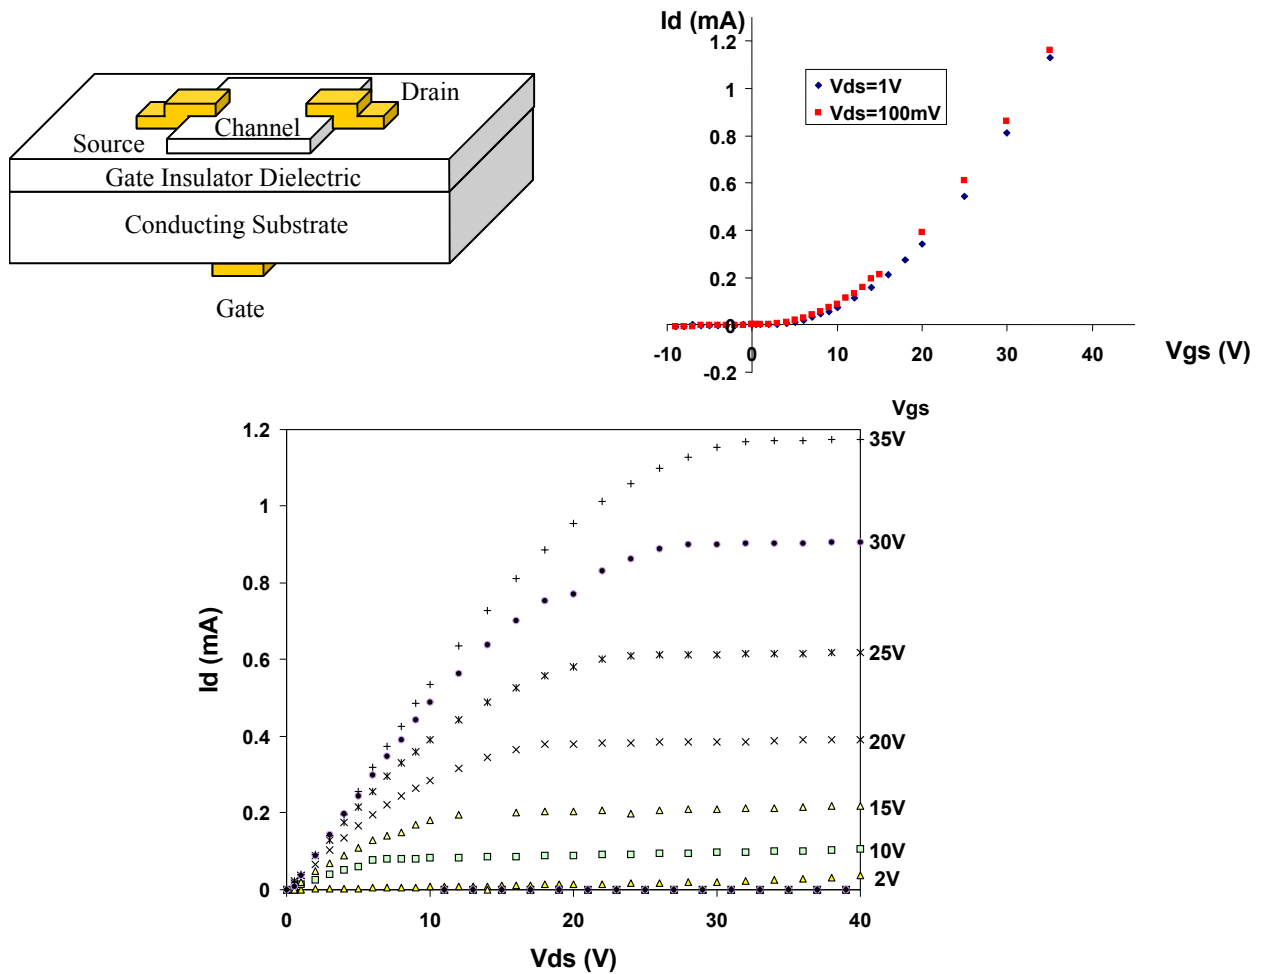 Drain
Source
Channel
Gate Insulator Dielectric
Conducting Substrate
Gate
Id (mA)
1.2
1
0.8
0.6
0.4
0.2
0
-0.2
Vds=1V
Vds=100mV
-10 0 10 20 30 40
Vgs (V)
Vgs
35V
30V
25V
20V
15V
10V
2V
Id (mA)
1.2
1
0.8
0.6
0.4
0.2
0
0 10 20 30 40
Vds (V)